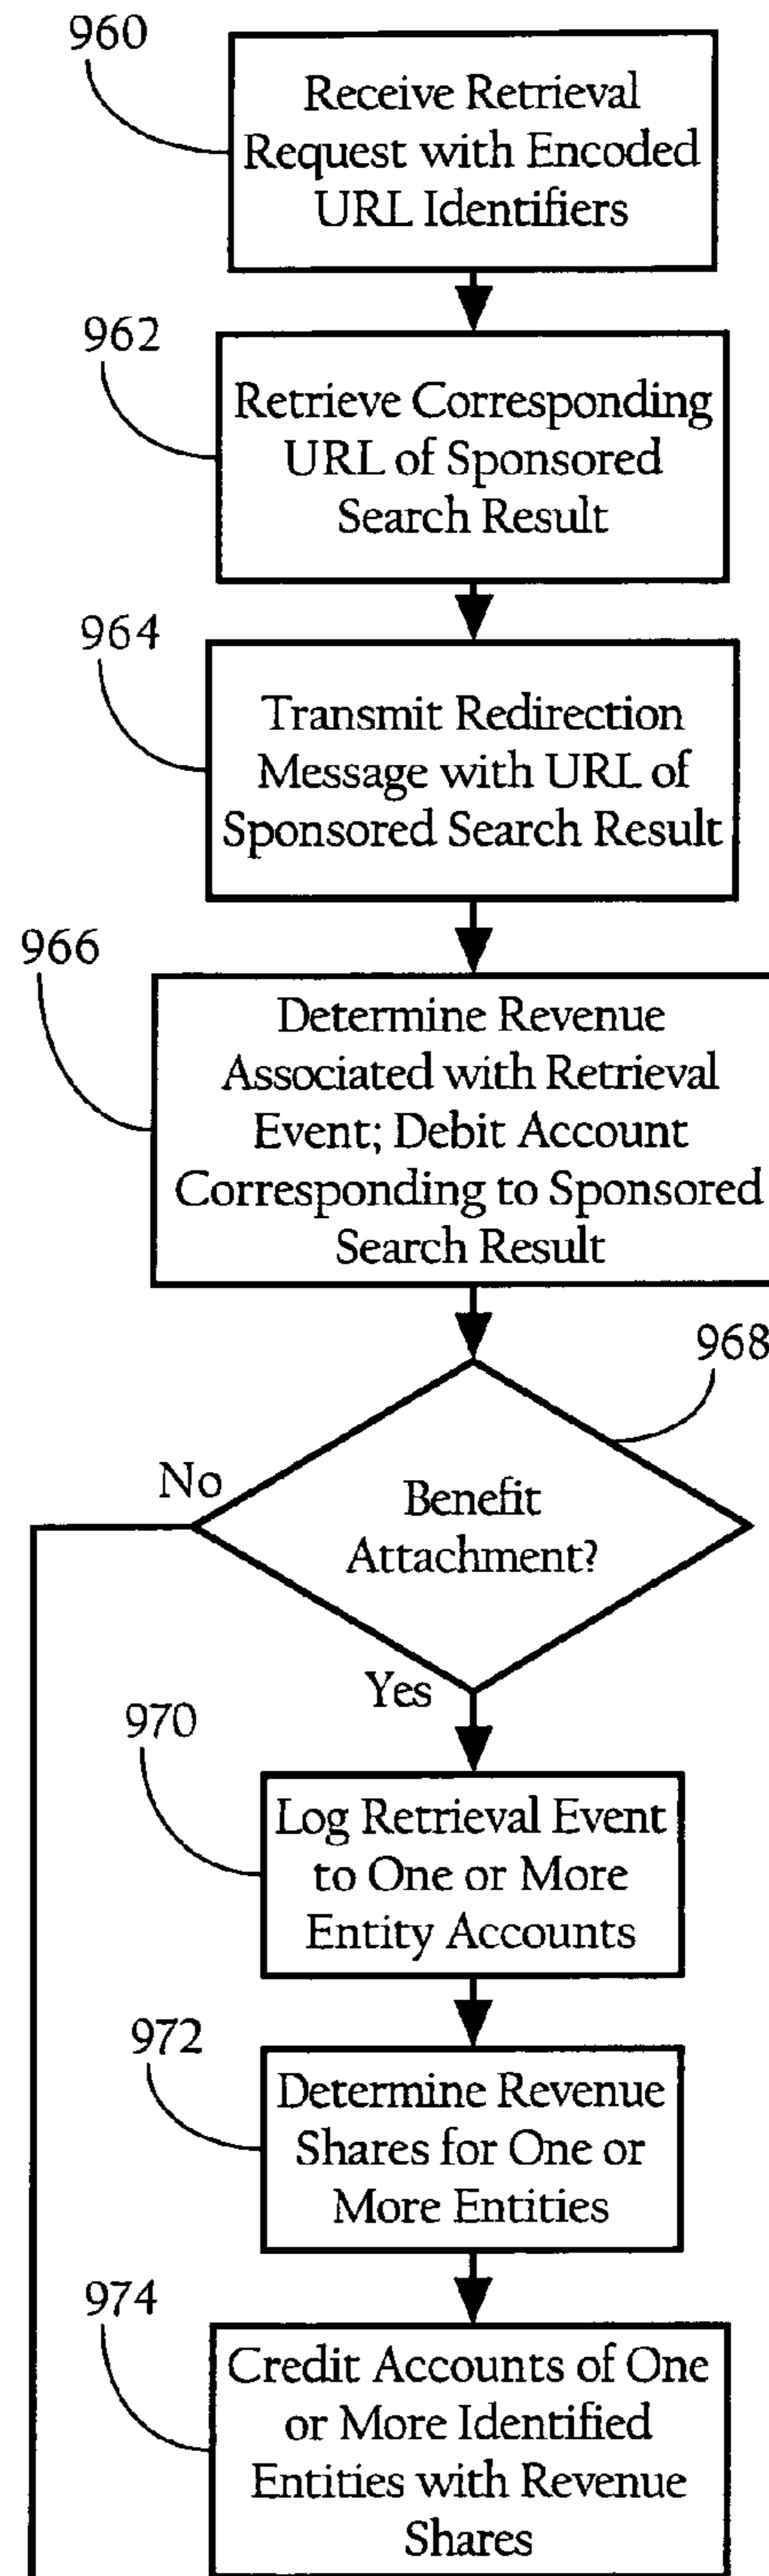 960
Receive Retrieval
Request with Encoded
URL Identifiers
962
Retrieve Corresponding
URL of Sponsored
Search Result
964
Transmit Redirection
Message with URL of
Sponsored Search Result
966
Determine Revenue
Associated with Retrieval
Event; Debit Account
Corresponding to Sponsored
Search Result
968
No
Benefit
Attachment?
Yes
970
Log Retrieval Event
to One or More
Entity Accounts
972
Determine Revenue
Shares for One or
More Entities
974
Credit Accounts of One
or More Identified
Entities with Revenue
Shares